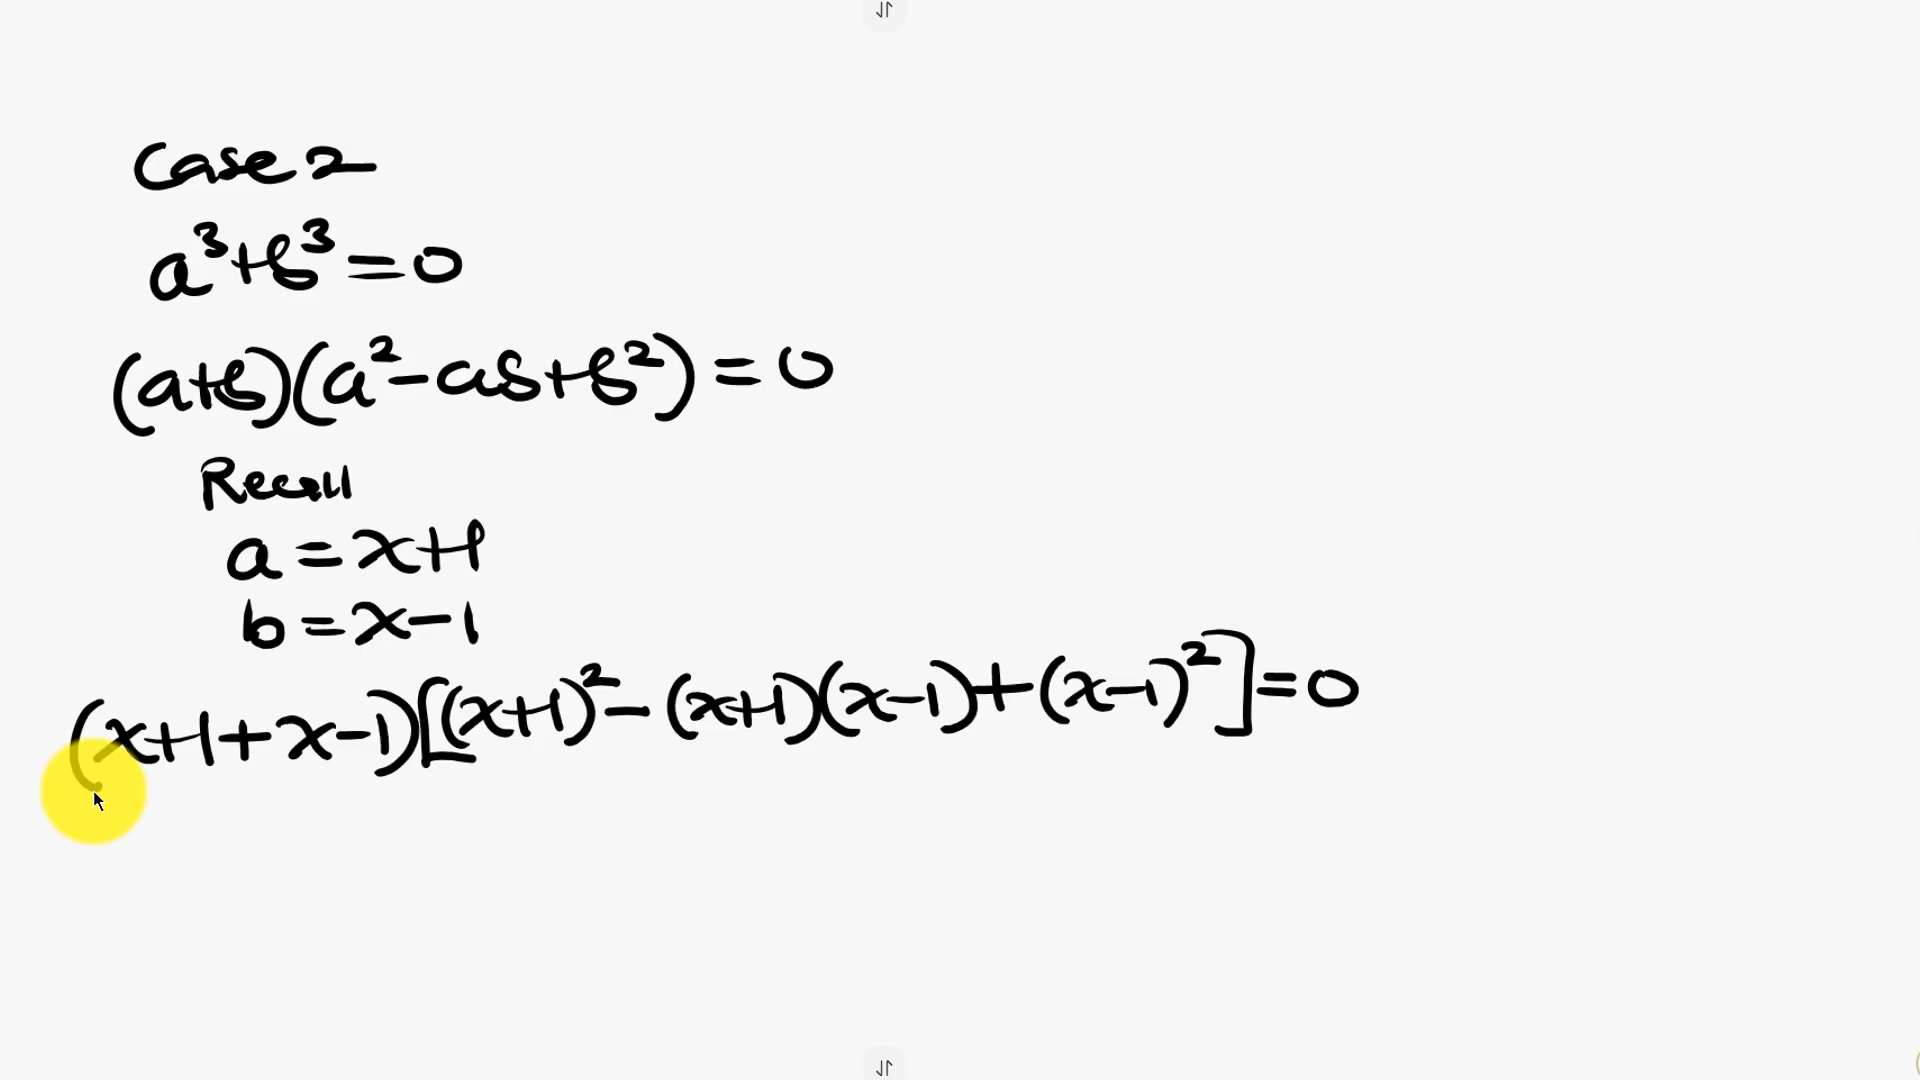 Case 2
a³+b³=0
(a+b)(a²-ab+b²)=0
Recall
a=x+1
b=x-1
(x+1+x-1)[(x+1)²-(x+1)(x-1)+(x-1)²]=0